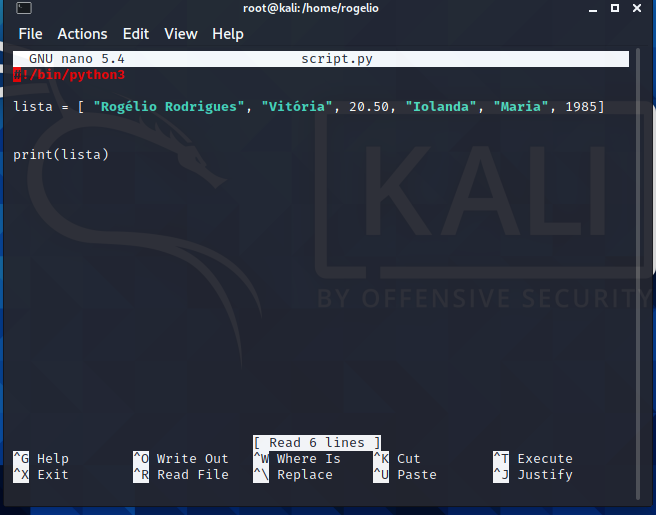 root@kali:/home/rogelio
File Actions Edit View Help
GNU nano 5.4 script.py
#!/bin/python3
lista = [ "Rogélio Rodrigues", "Vitória", 20.50, "Iolanda", "Maria", 1985]
print(lista)
KALI
BY OFFENSIVE SECURITY
[ Read 6 lines ]
^G Help ^O Write Out ^W Where Is ^K Cut ^T Execute
^X Exit ^R Read File ^\ Replace ^U Paste ^J Justify